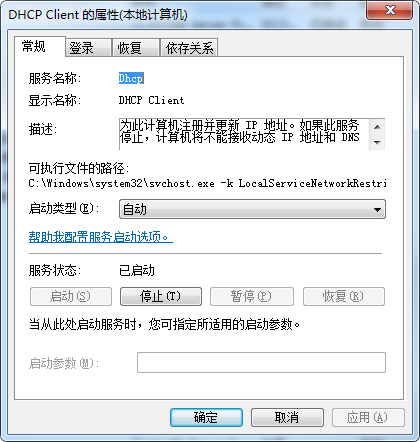 DHCP Client 的属性(本地计算机)
常规 登录 恢复 依存关系
服务名称: Dhcp
显示名称: DHCP Client
描述: 为此计算机注册并更新 IP 地址。如果此服务
停止，计算机将不能接收动态 IP 地址和 DNS
可执行文件的路径:
C:\Windows\system32\svchost.exe -k LocalServiceNetworkRestri
启动类型(E): 自动
帮助我配置服务启动选项。
服务状态: 已启动
启动(S) 停止(T) 暂停(P) 恢复(R)
当从此处启动服务时，您可指定所适用的启动参数。
启动参数(M):
确定 取消 应用(A)